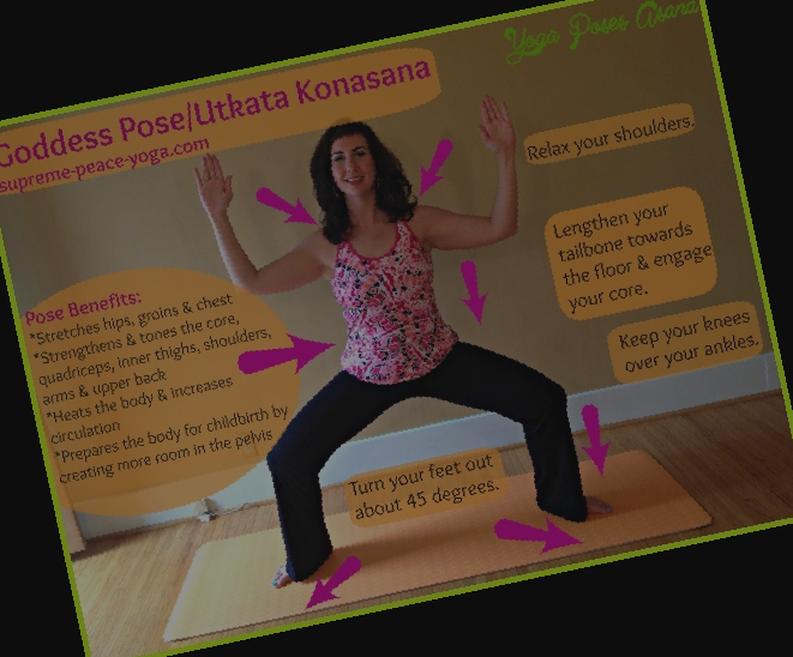 Yoga Poses Asana
Goddess Pose/Utkata Konasana
supreme-peace-yoga.com
Relax your shoulders.
Lengthen your
tailbone towards
the floor & engage
your core.
Keep your knees
over your ankles.
Pose Benefits:
*Stretches hips, groins & chest
*Strengthens & tones the core,
quadriceps, inner thighs, shoulders,
arms & upper back
*Heats the body & increases
circulation
*Prepares the body for childbirth by
creating more room in the pelvis
Turn your feet out
about 45 degrees.